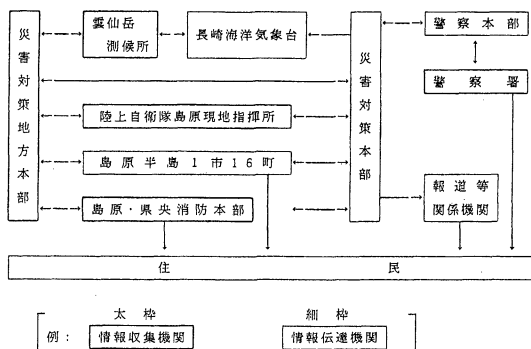 災害対策地方本部
雲仙岳
測候所
長崎海洋気象台
災害対策本部
警察本部
警察署
陸上自衛隊島原現地指揮所
島原半島1市16町
島原・県央消防本部
報道等
関係機関
住民
太枠
細枠
例：
情報収集機関
情報伝達機関